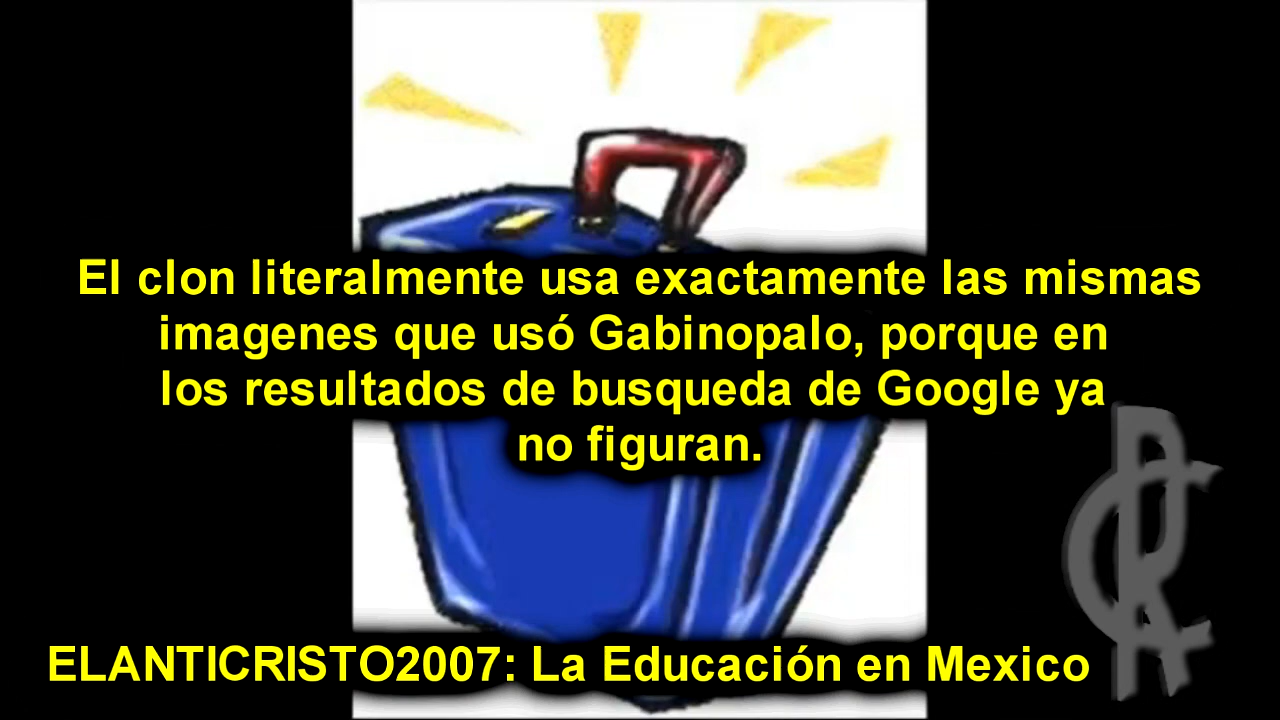 El clon literalmente usa exactamente las mismas
imagenes que usó Gabinopalo, porque en
los resultados de busqueda de Google ya
no figuran.
ELANTICRISTO2007: La Educación en Mexico